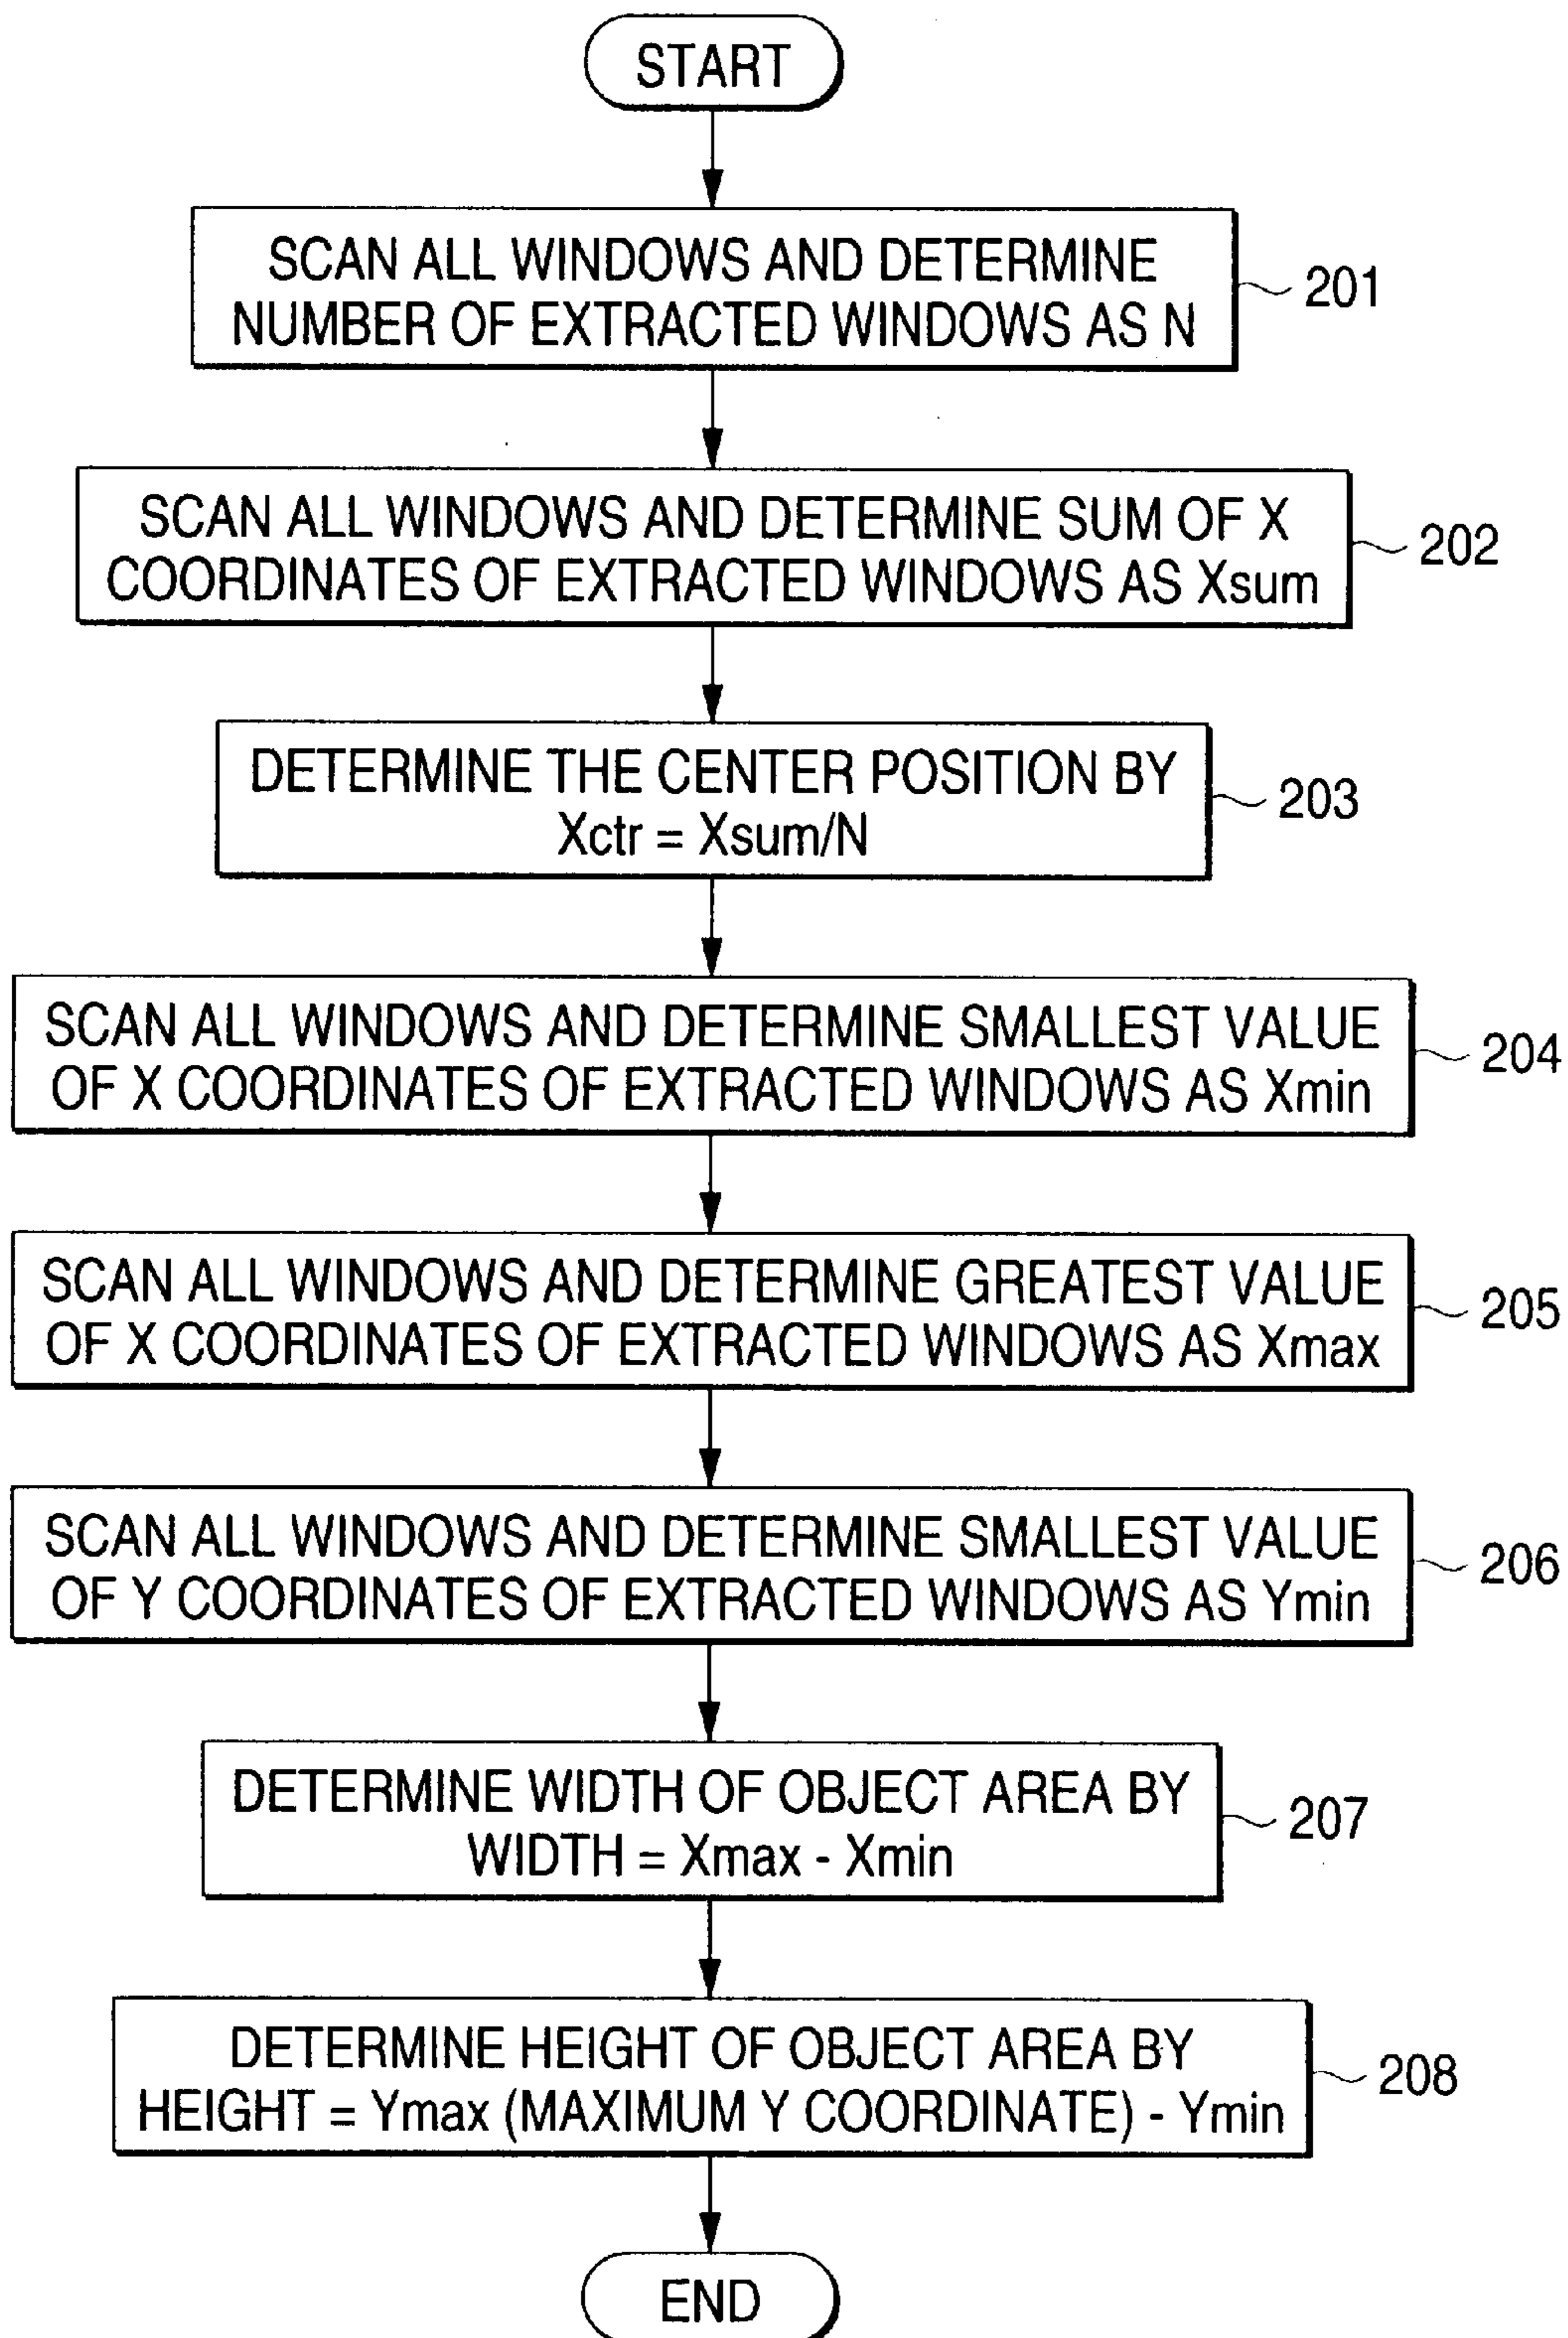 START
SCAN ALL WINDOWS AND DETERMINE
NUMBER OF EXTRACTED WINDOWS AS N
201
SCAN ALL WINDOWS AND DETERMINE SUM OF X
COORDINATES OF EXTRACTED WINDOWS AS Xsum
202
DETERMINE THE CENTER POSITION BY
Xctr = Xsum/N
203
SCAN ALL WINDOWS AND DETERMINE SMALLEST VALUE
OF X COORDINATES OF EXTRACTED WINDOWS AS Xmin
204
SCAN ALL WINDOWS AND DETERMINE GREATEST VALUE
OF X COORDINATES OF EXTRACTED WINDOWS AS Xmax
205
SCAN ALL WINDOWS AND DETERMINE SMALLEST VALUE
OF Y COORDINATES OF EXTRACTED WINDOWS AS Ymin
206
DETERMINE WIDTH OF OBJECT AREA BY
WIDTH = Xmax - Xmin
207
DETERMINE HEIGHT OF OBJECT AREA BY
HEIGHT = Ymax (MAXIMUM Y COORDINATE) - Ymin
208
END